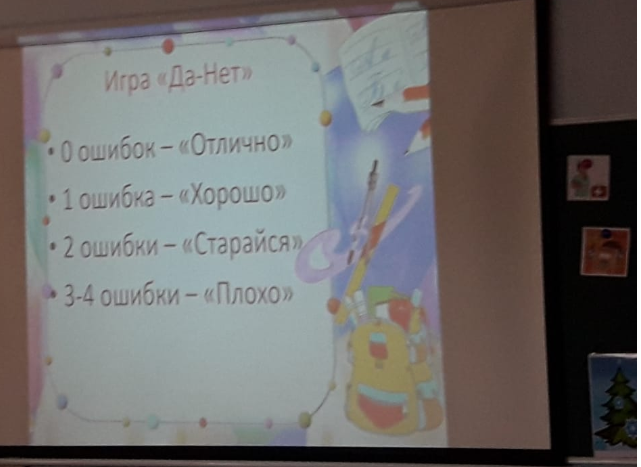 Игра «Да-Нет»
• 0 ошибок – «Отлично»
• 1 ошибка – «Хорошо»
• 2 ошибки – «Старайся»
• 3-4 ошибки – «Плохо»